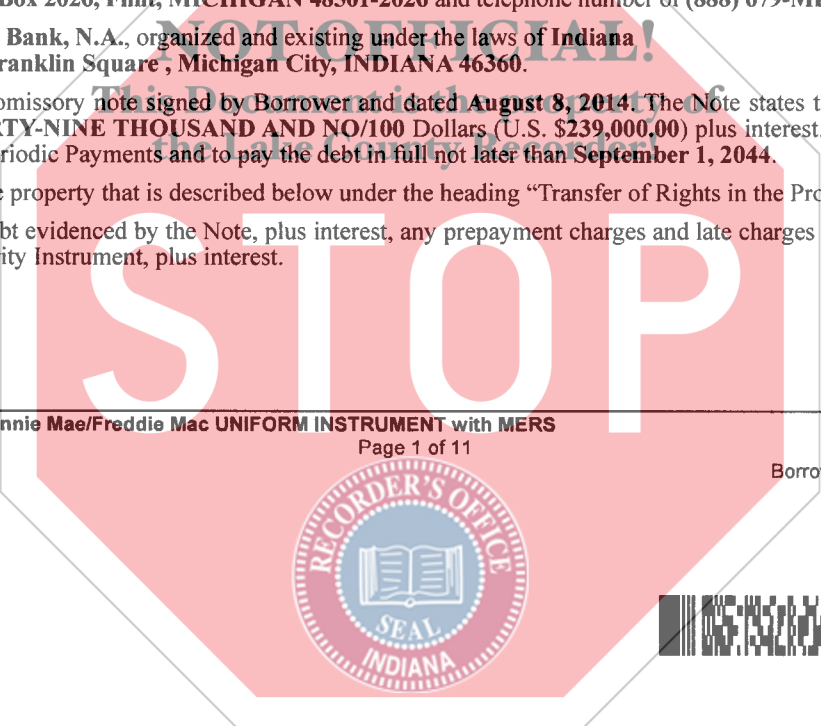 Box 2026, Flint, MICHIGAN 48501-2026 and telephone number of (888) 679-M
NOT OFFICIAL!
Bank, N.A., organized and existing under the laws of Indiana
ranklin Square , Michigan City, INDIANA 46360.
This Document is the property of
omissory note signed by Borrower and dated August 8, 2014. The Note states t
RTY-NINE THOUSAND AND NO/100 Dollars (U.S. $239,000.00) plus interest.
the Lake County Recorder!
riodic Payments and to pay the debt in full not later than September 1, 2044.
e property that is described below under the heading “Transfer of Rights in the Pro
bt evidenced by the Note, plus interest, any prepayment charges and late charges
ity Instrument, plus interest.
STOP
nnie Mae/Freddie Mac UNIFORM INSTRUMENT with MERS
Page 1 of 11
Borro
RECORDER'S OFFICE
SEAL
INDIANA